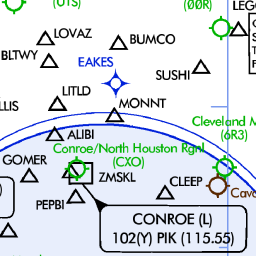 (UTS)
(00R)
LEG
LOVAZ
BUMCO
BLTWY
EAKES
SUSHI
LITLD
LLIS
MONNT
Cleveland M
(6R3)
ALIBI
Conroe/North Houston Rgnl
(CXO)
GOMER
ZMSKL
CLEEP
PEPBI
Cava
CONROE (L)
102(Y) PIK (115.55)